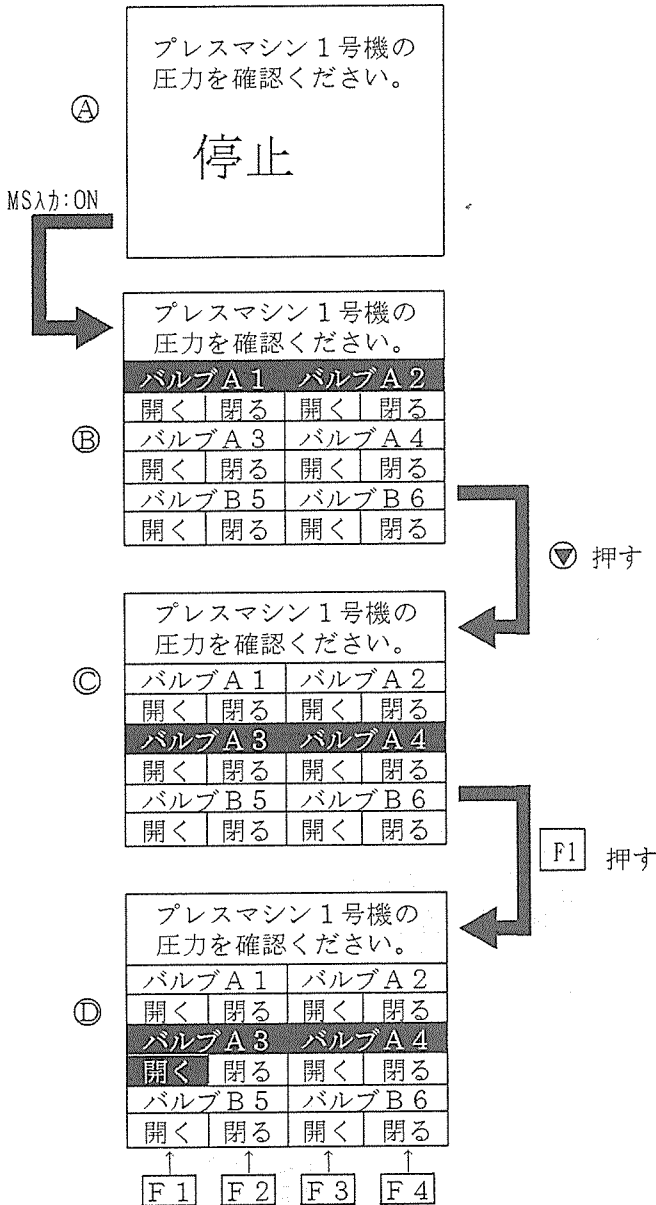 プレスマシン１号機の
圧力を確認ください。
Ⓐ
停止
MS入力:ON
プレスマシン１号機の
圧力を確認ください。
バルブＡ１ バルブＡ２
開く 閉る 開く 閉る
Ⓑ
バルブＡ３ バルブＡ４
開く 閉る 開く 閉る
バルブＢ５ バルブＢ６
開く 閉る 開く 閉る
▼ 押す
プレスマシン１号機の
圧力を確認ください。
Ⓒ
バルブＡ１ バルブＡ２
開く 閉る 開く 閉る
バルブＡ３ バルブＡ４
開く 閉る 開く 閉る
バルブＢ５ バルブＢ６
開く 閉る 開く 閉る
F1 押す
プレスマシン１号機の
圧力を確認ください。
バルブＡ１ バルブＡ２
Ⓓ
開く 閉る 開く 閉る
バルブＡ３ バルブＡ４
開く 閉る 開く 閉る
バルブＢ５ バルブＢ６
開く 閉る 開く 閉る
↑ ↑ ↑ ↑
Ｆ１ Ｆ２ Ｆ３ Ｆ４